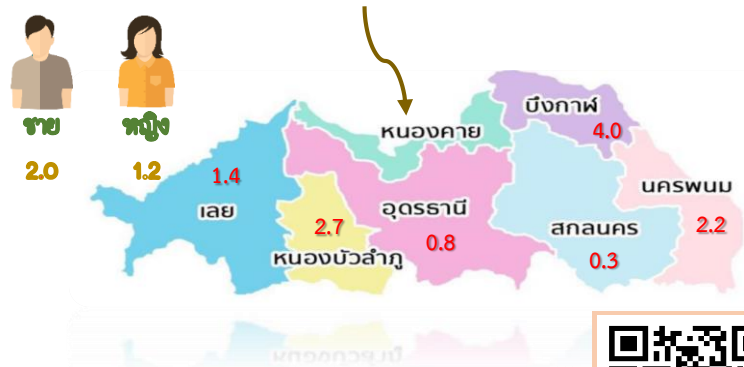 ชาย หญิง
2.0 1.2
บึงกาฬ
4.0
หนองคาย
นครพนม
2.2
1.4
เลย
อุดรธานี
0.8
2.7
หนองบัวลำภู
สกลนคร
0.3